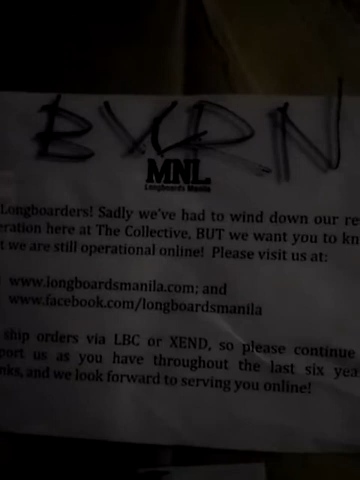 BXRN
MNL
Longboards Manila
Longboarders! Sadly we've had to wind down our re
eration here at The Collective, BUT we want you to kn
t we are still operational online! Please visit us at:
www.longboardsmanila.com; and
www.facebook.com/longboardsmanila
ship orders via LBC or XEND, so please continue
port us as you have throughout the last six yea
nks, and we look forward to serving you online!